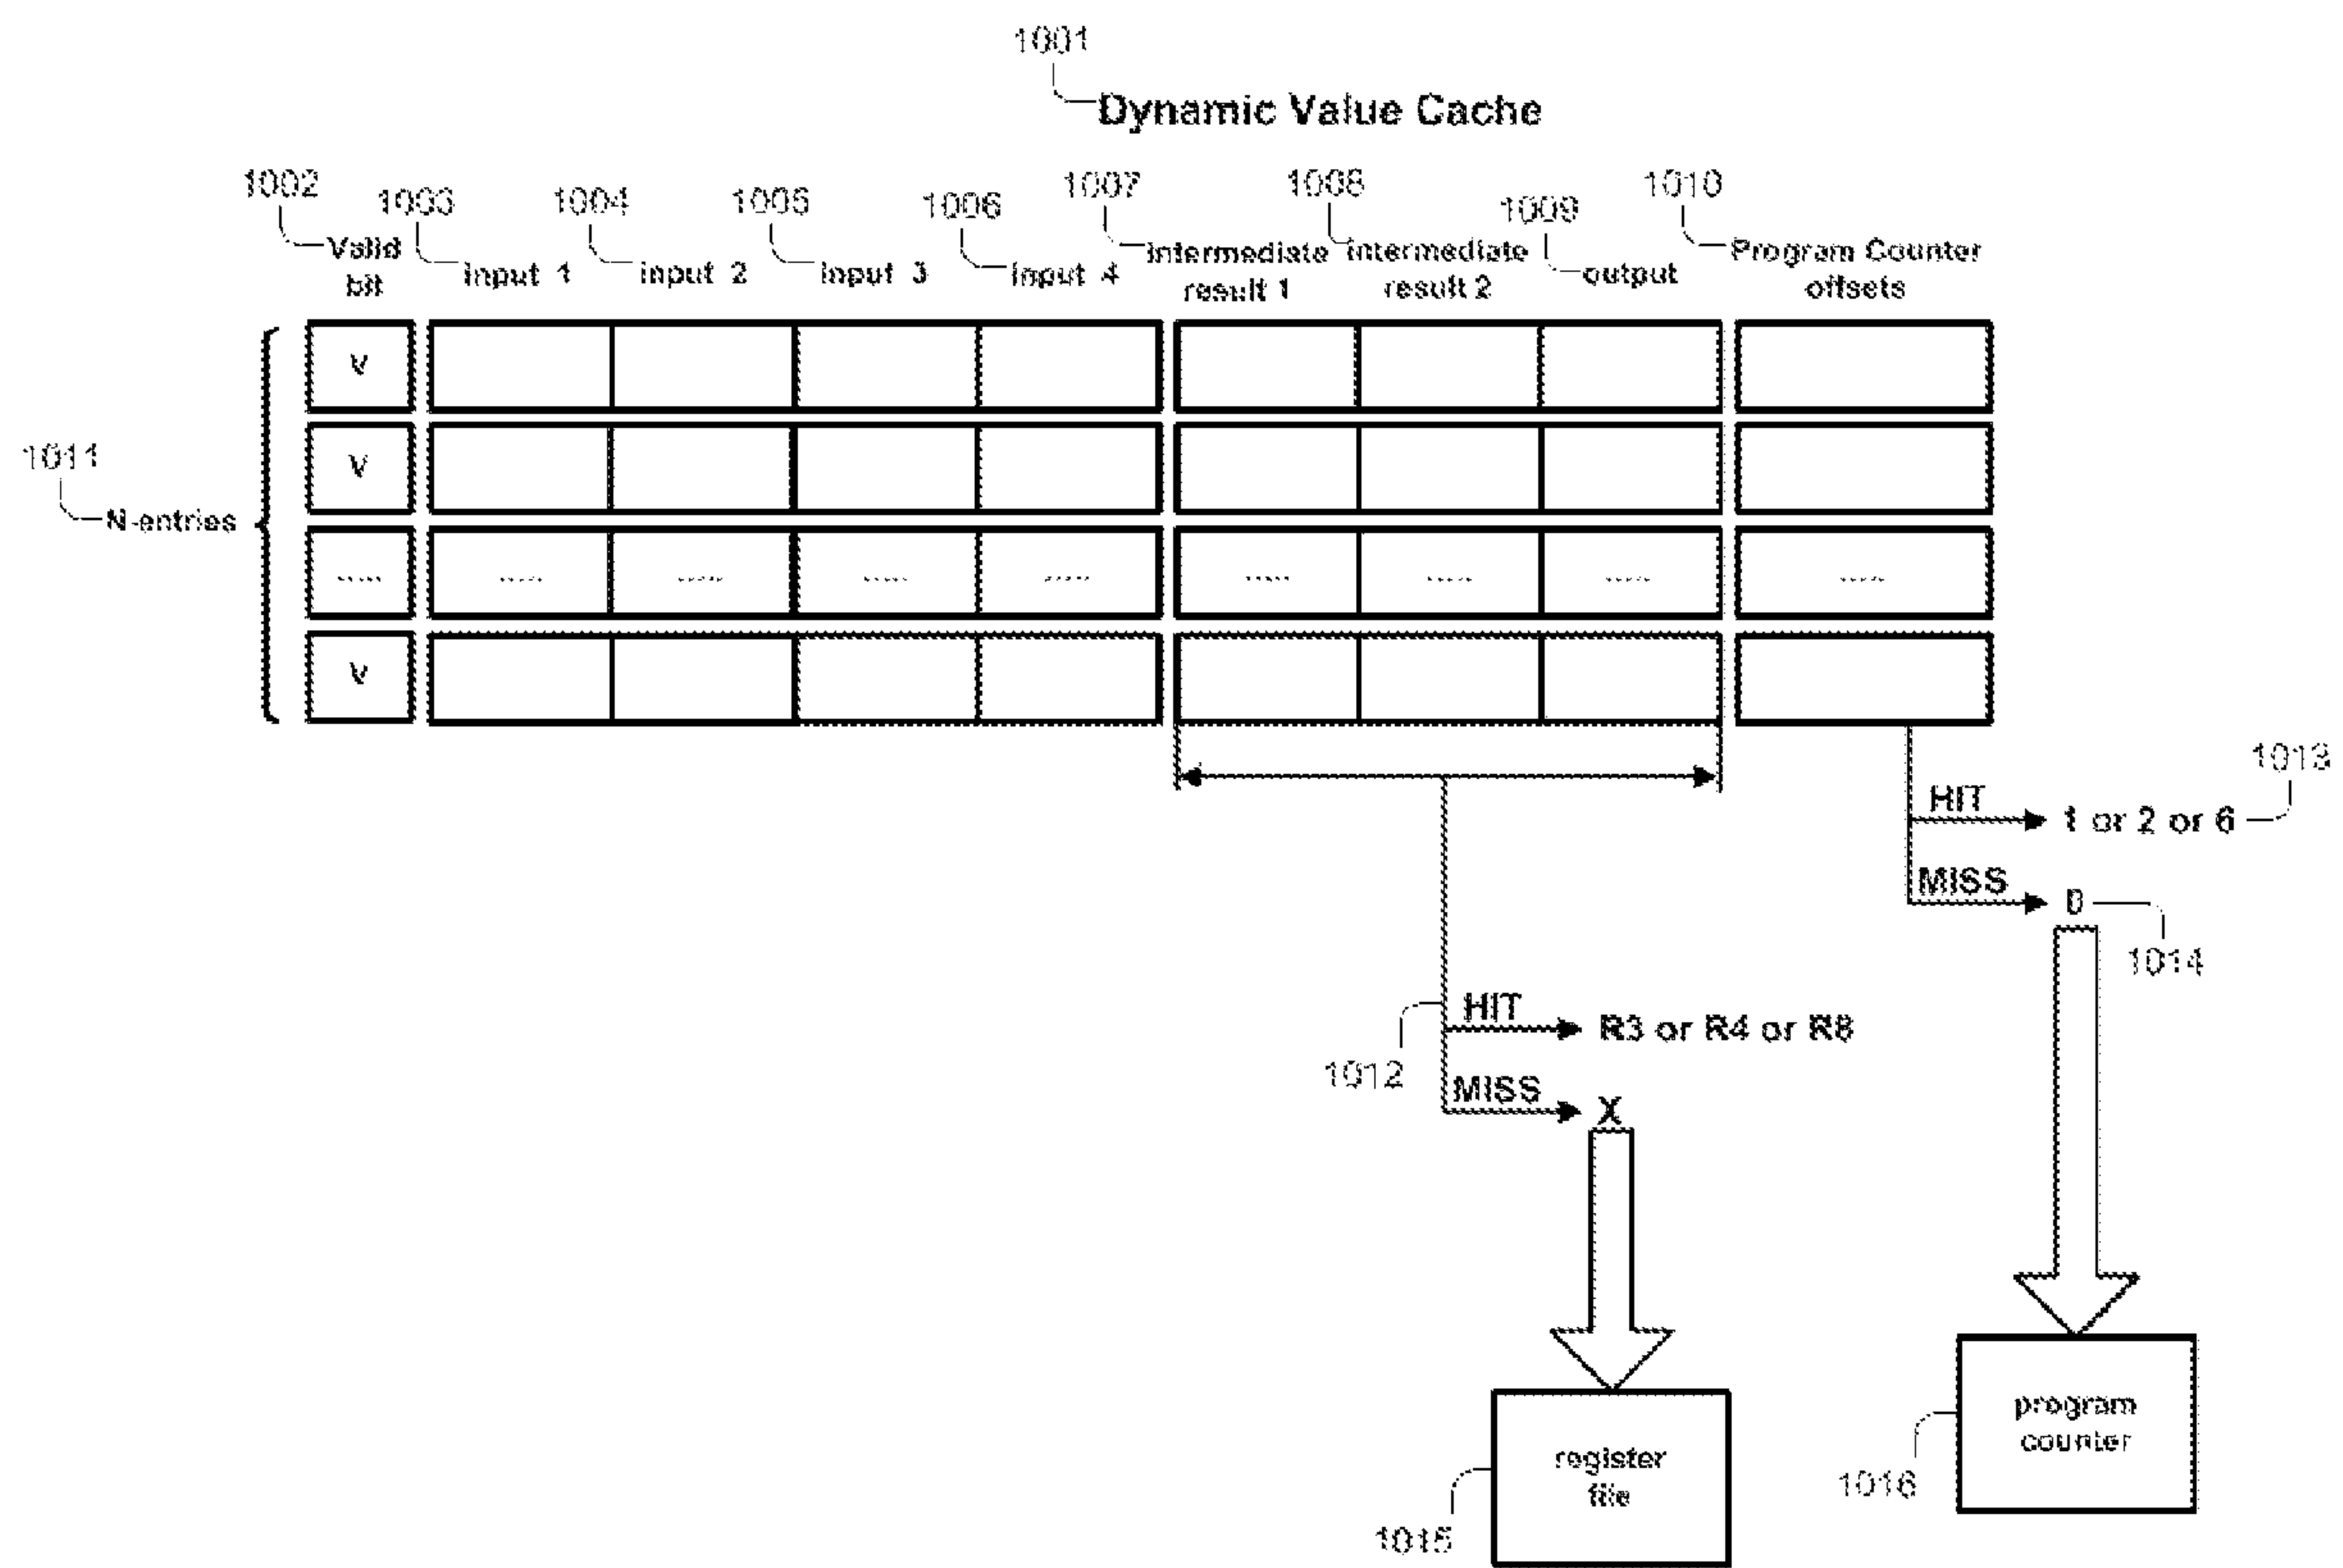 1001
Dynamic Value Cache
1002
1003
1004
1005
1006
1007
1008
1009
1010
Valid
bit
input 1
input 2
input 3
input 4
intermediate
result 1
intermediate
result 2
output
Program Counter
offsets
V
1011
N-entries
V
..... ..... ..... ..... ..... ..... ..... ..... .....
V
1013
HIT
1 or 2 or 6
MISS
0
1014
HIT
R3 or R4 or R8
1012
MISS
X
program
counter
1016
register
file
1015